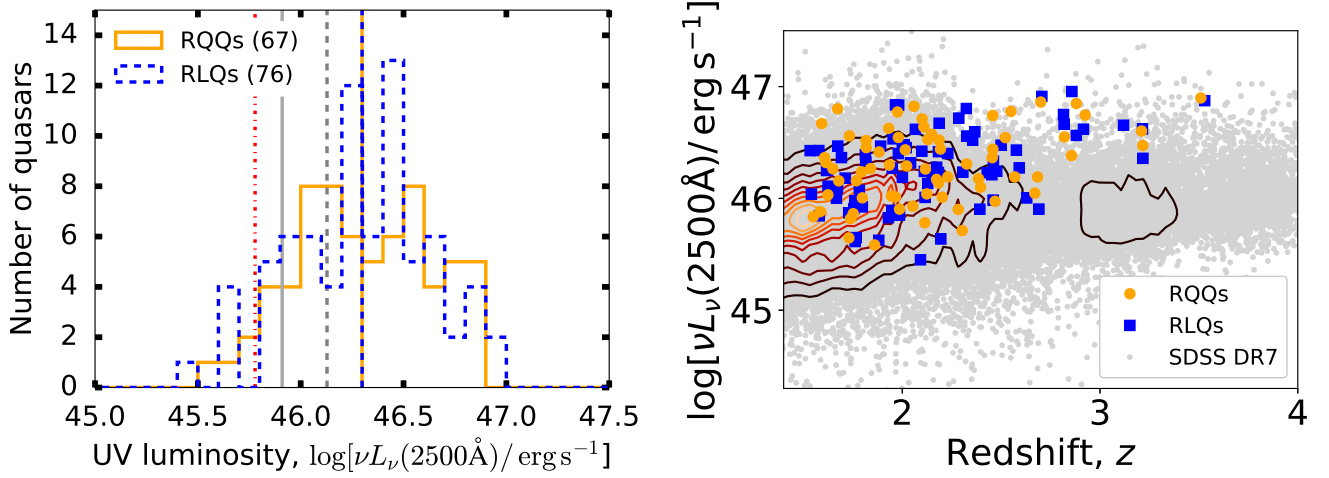 14
12
10
8
6
4
2
0
Number of quasars
RQQs (67)
RLQs (76)
45.0 45.5 46.0 46.5 47.0 47.5
UV luminosity, log[νL_ν(2500Å)/ erg s⁻¹]
log[νL_ν(2500Å)/ erg s⁻¹]
47
46
45
RQQs
RLQs
SDSS DR7
2 3 4
Redshift, z